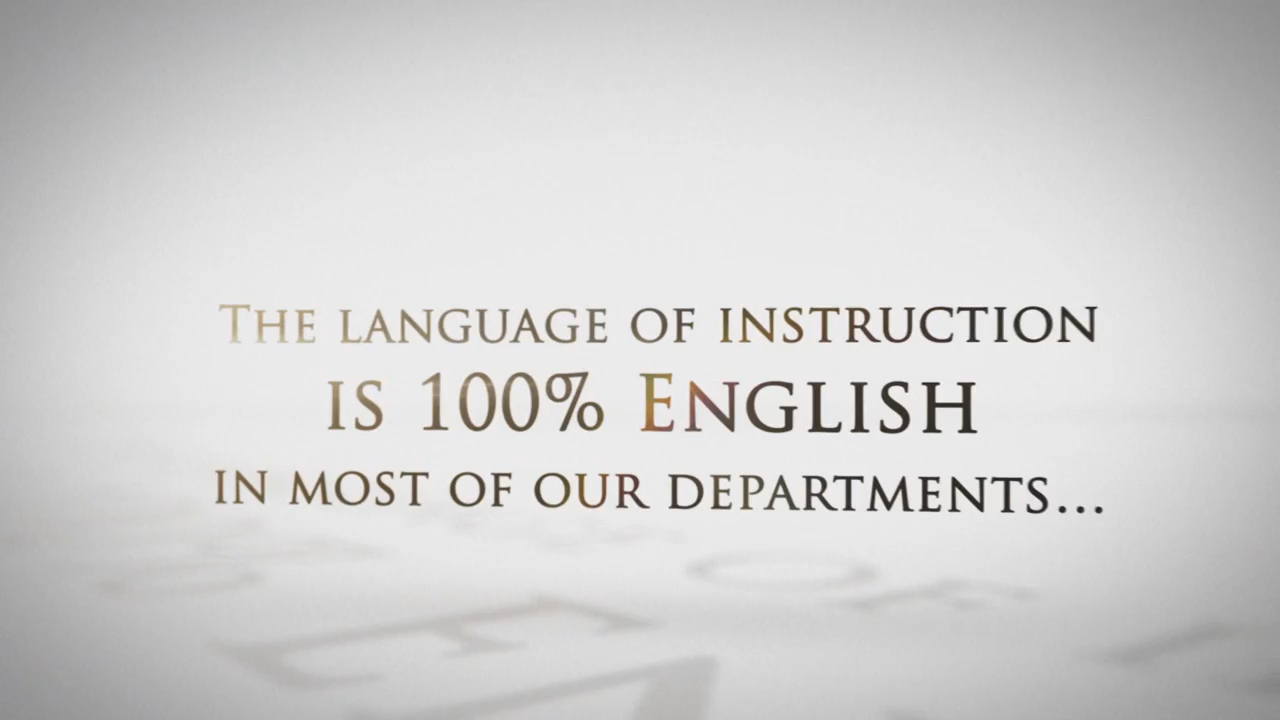 The language of instruction
is 100% English
in most of our departments...